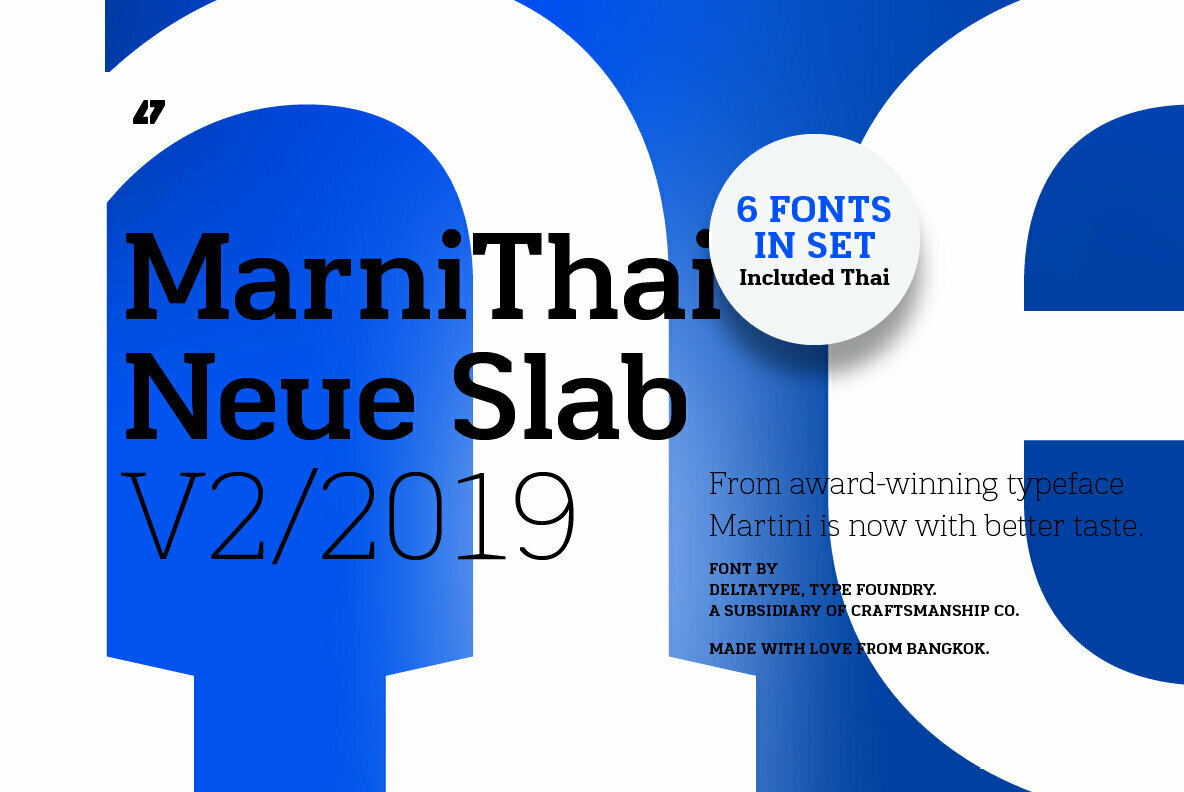 MarniThai
Neue Slab
V2/2019
6 FONTS
IN SET
Included Thai
From award-winning typeface
Martini is now with better taste.
FONT BY
DELTATYPE, TYPE FOUNDRY.
A SUBSIDIARY OF CRAFTSMANSHIP CO.
MADE WITH LOVE FROM BANGKOK.